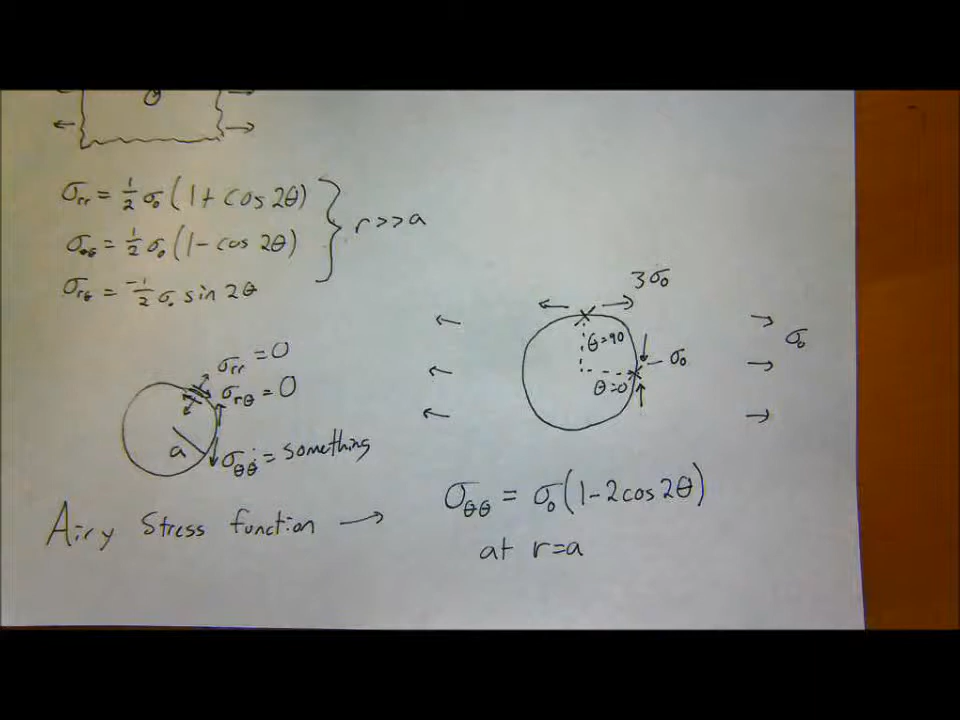 σrr = 1/2 σ₀ (1 + cos 2θ)
σθθ = 1/2 σ₀ (1 - cos 2θ)
r >> a
σrθ = -1/2 σ₀ sin 2θ
σrr = 0
σrθ = 0
a
σθθ = something
3σ₀
θ=90
θ=0
-σ₀
σ₀
Airy Stress function →
σθθ = σ₀ (1 - 2 cos 2θ)
at r=a